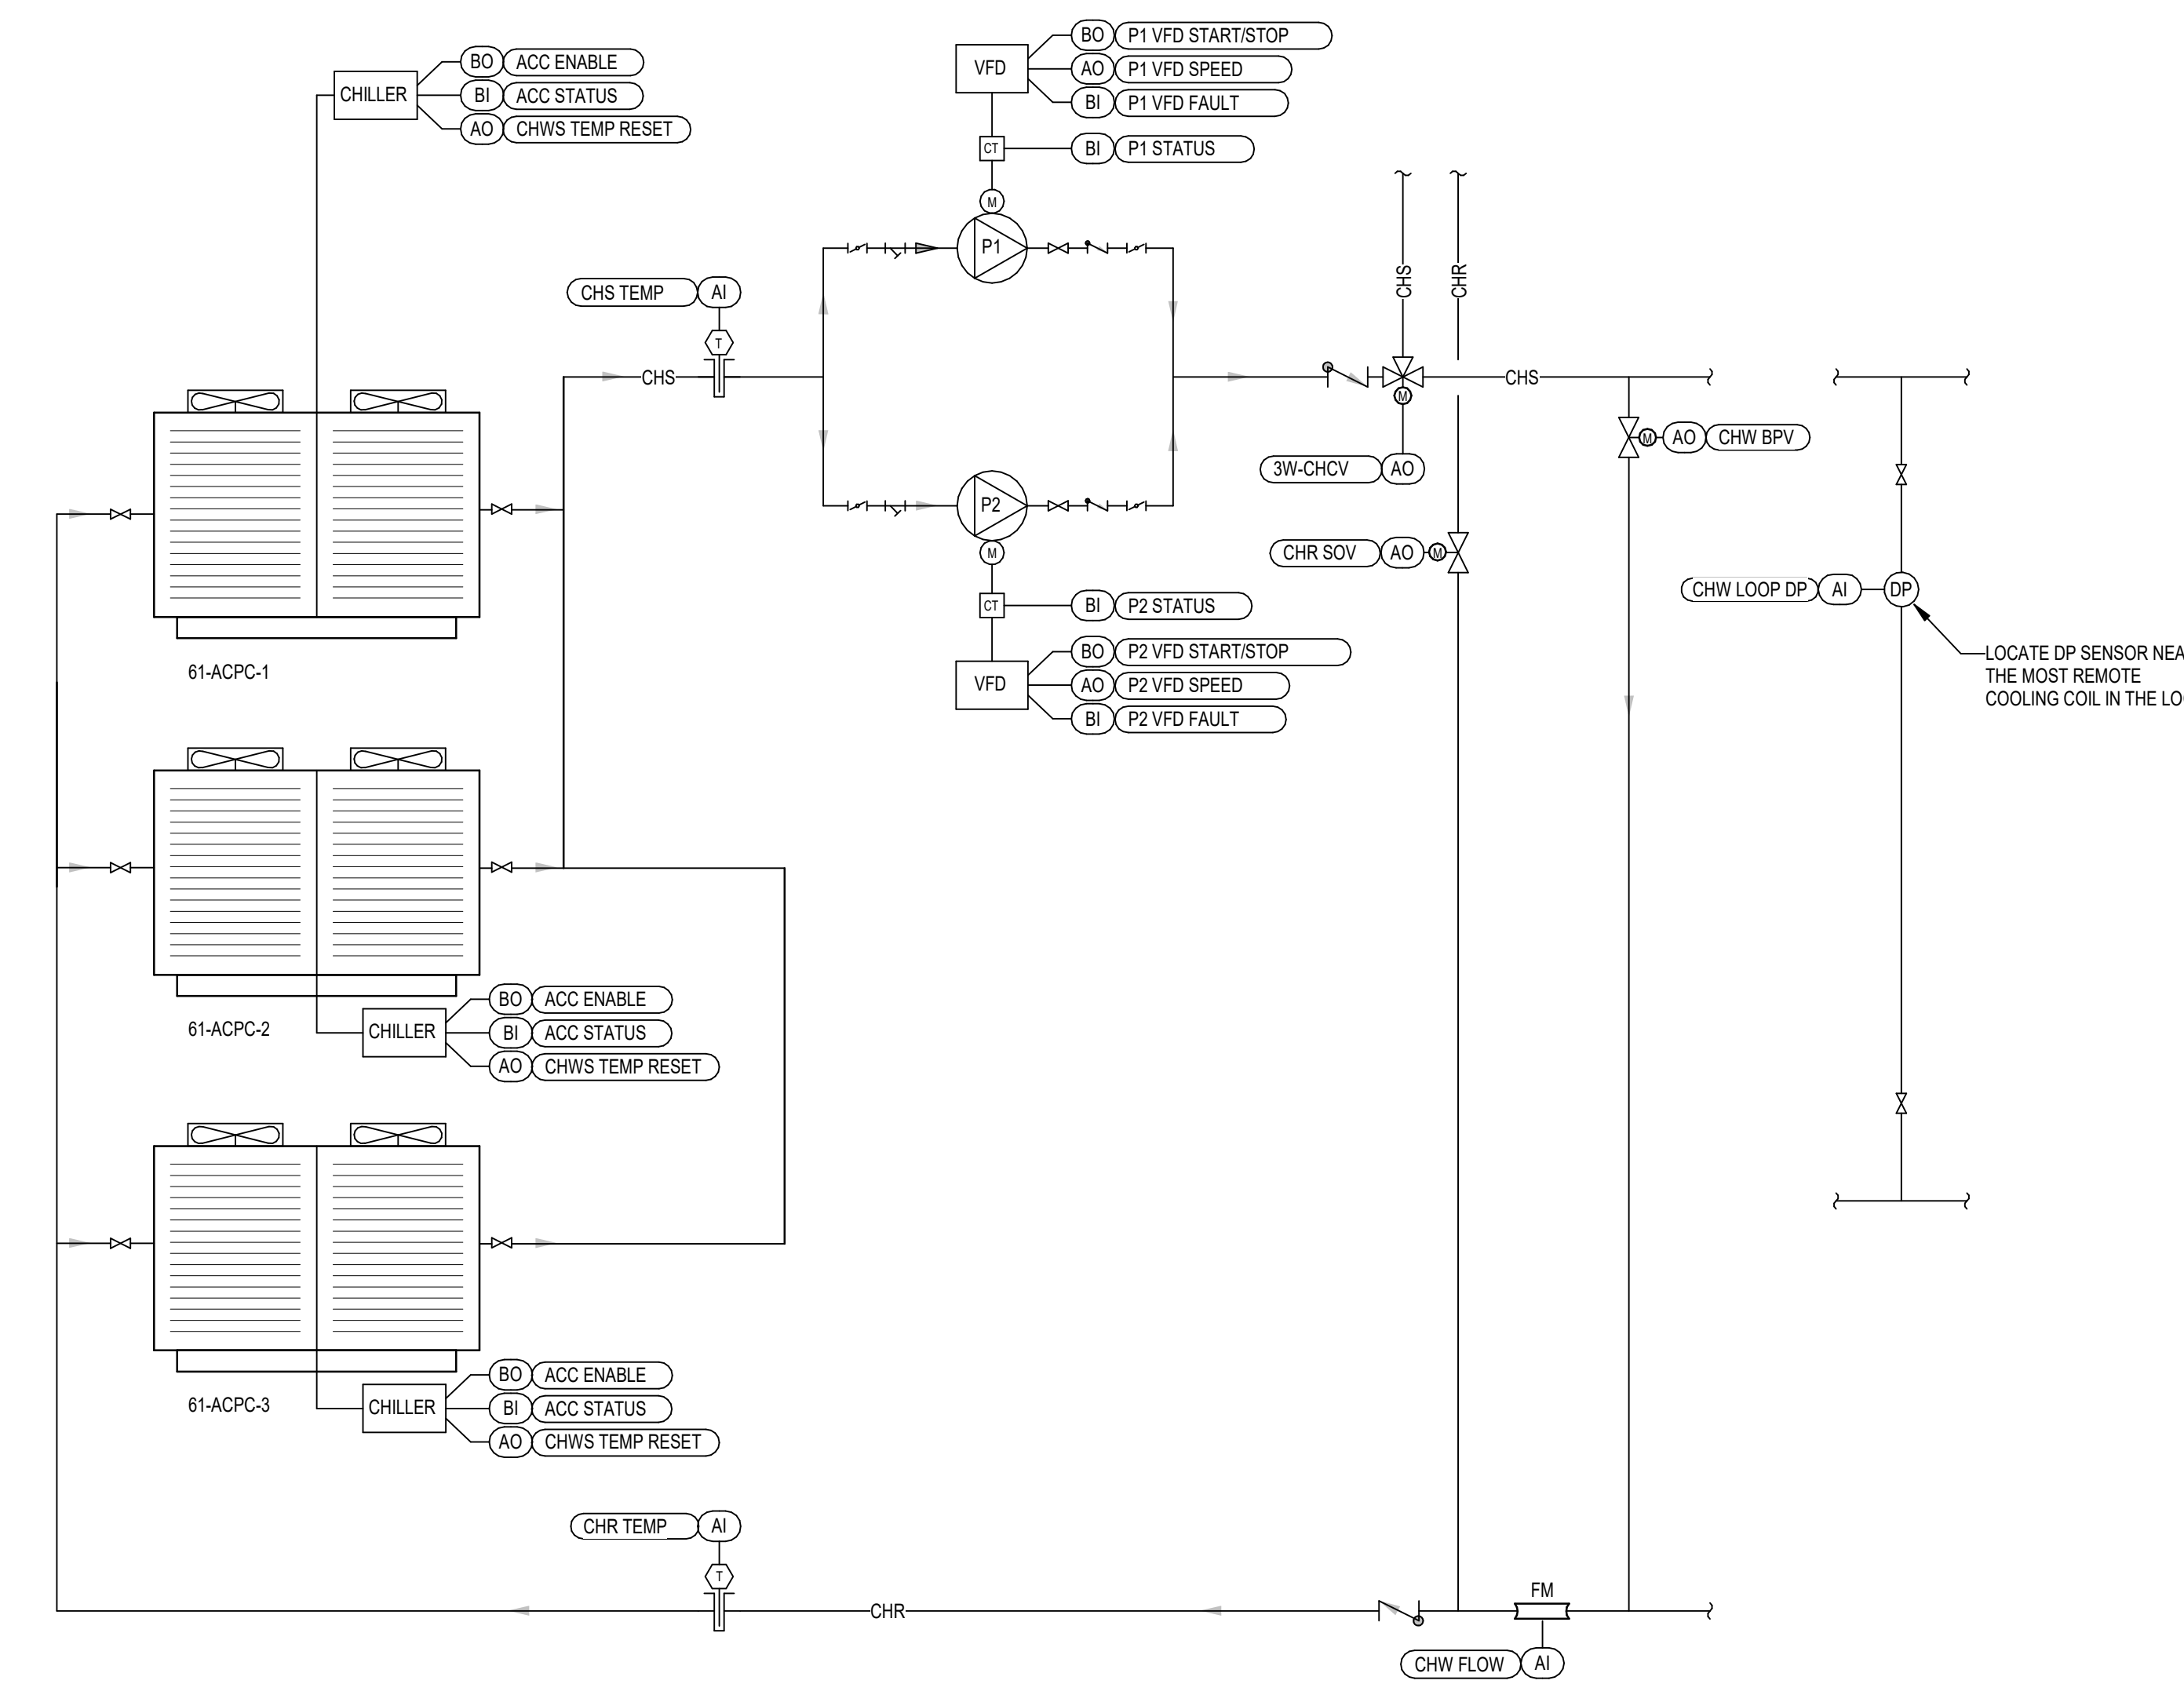 BO P1 VFD START/STOP
VFD AO P1 VFD SPEED
BI P1 VFD FAULT
BO ACC ENABLE
CHILLER BI ACC STATUS
AO CHWS TEMP RESET
CT BI P1 STATUS
M
P1
CHS TEMP AI
T
CHS
CHR
CHS
CHS
M
M AO CHW BPV
3W-CHCV AO
P2
M
CHR SOV AO M
CHW LOOP DP AI DP
CT BI P2 STATUS
BO P2 VFD START/STOP
VFD AO P2 VFD SPEED
BI P2 VFD FAULT
LOCATE DP SENSOR NEA
THE MOST REMOTE
COOLING COIL IN THE LO
61-ACPC-1
BO ACC ENABLE
CHILLER BI ACC STATUS
AO CHWS TEMP RESET
61-ACPC-2
BO ACC ENABLE
CHILLER BI ACC STATUS
AO CHWS TEMP RESET
61-ACPC-3
CHR TEMP AI
T
CHR
FM
CHW FLOW AI